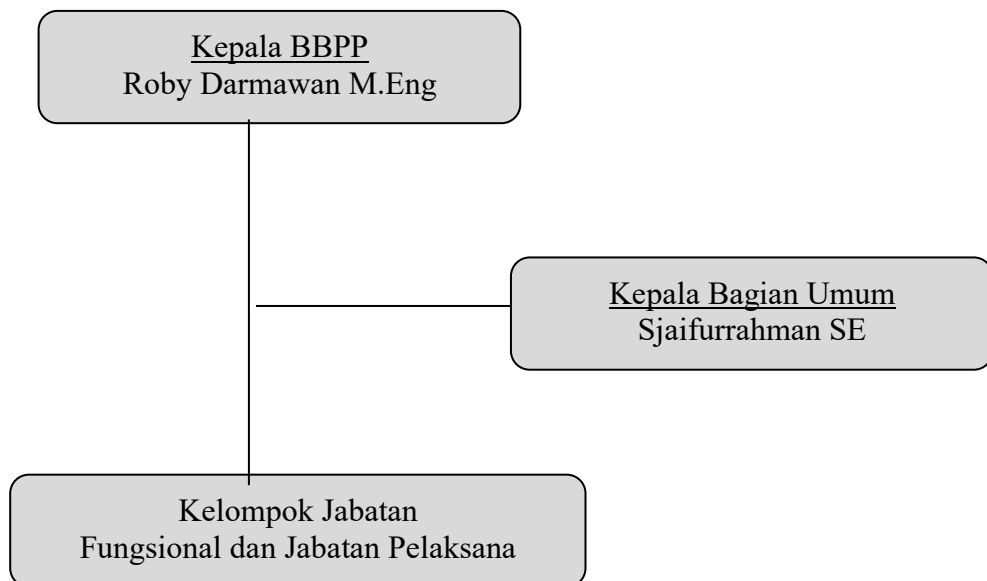 Kepala BBPP
Roby Darmawan M.Eng
Kepala Bagian Umum
Sjaifurrahman SE
Kelompok Jabatan
Fungsional dan Jabatan Pelaksana